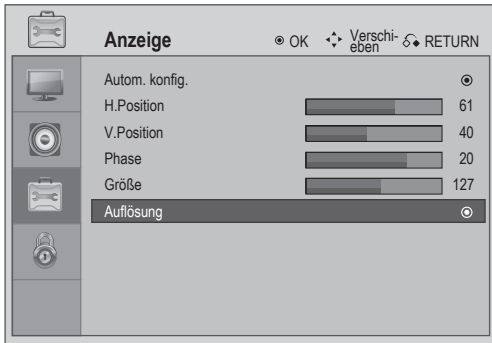 Anzeige
OK Verschi-eben RETURN
Autom. konfig.
H.Position 61
V.Position 40
Phase 20
Größe 127
Auflösung